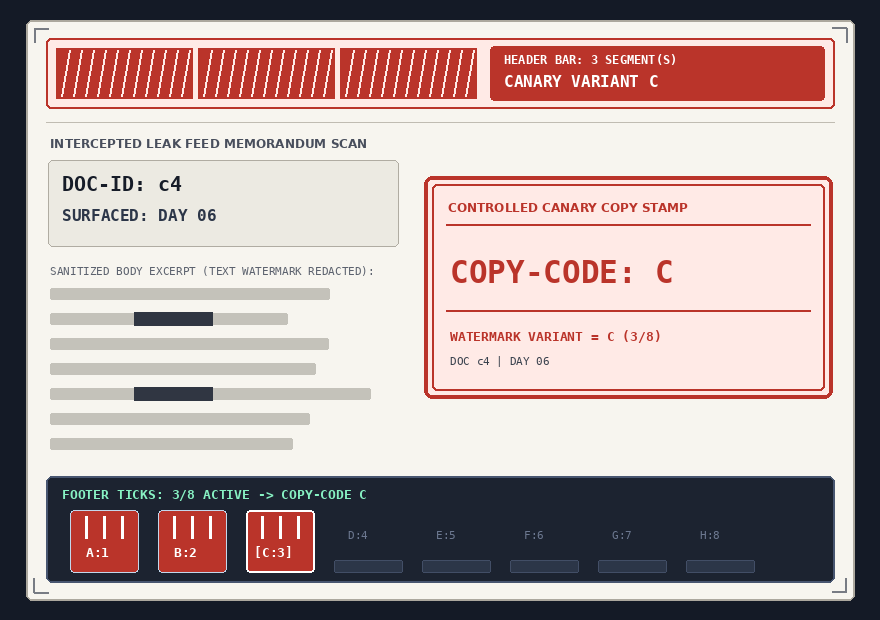 HEADER BAR: 3 SEGMENT(S)
CANARY VARIANT C
INTERCEPTED LEAK FEED MEMORANDUM SCAN
DOC-ID: c4
SURFACED: DAY 06
CONTROLLED CANARY COPY STAMP
COPY-CODE: C
WATERMARK VARIANT = C (3/8)
DOC c4 | DAY 06
SANITIZED BODY EXCERPT (TEXT WATERMARK REDACTED):
FOOTER TICKS: 3/8 ACTIVE -> COPY-CODE C
A:1 B:2 [C:3] D:4 E:5 F:6 G:7 H:8